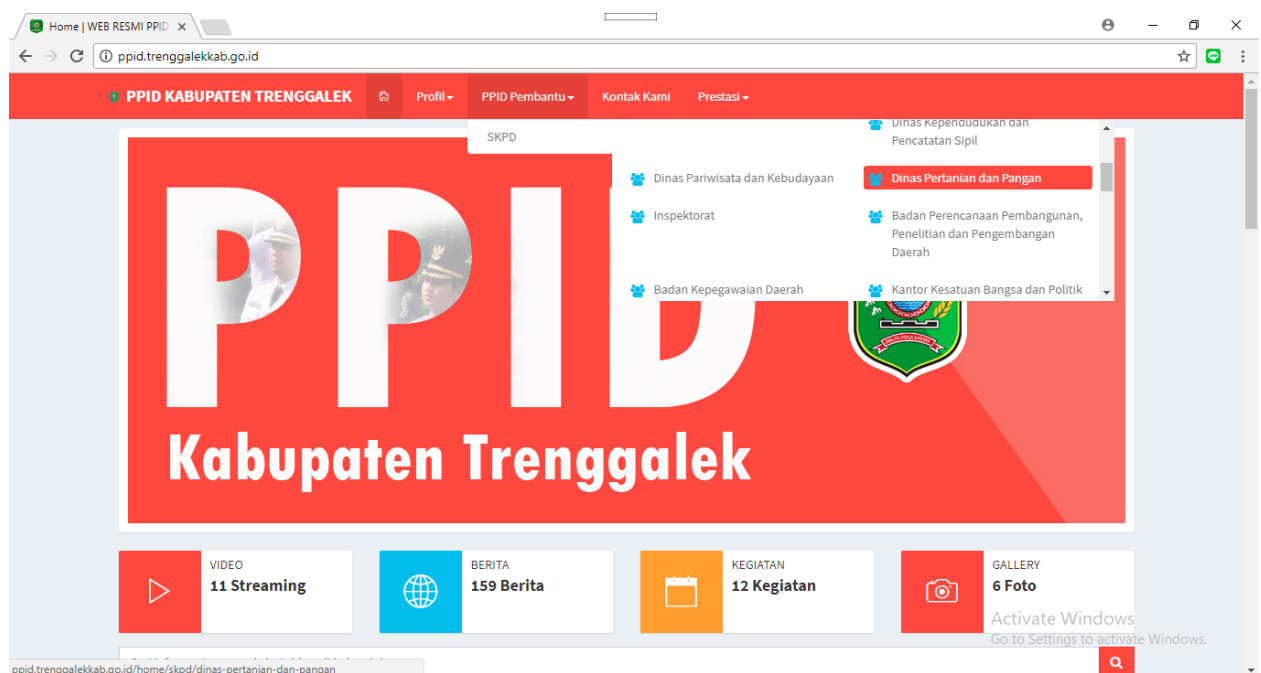 Home | WEB RESMI PPID
ppid.trenggalekkab.go.id
PPID KABUPATEN TRENGGALEK Profil PPID Pembantu Kontak Kami Prestasi
SKPD
Dinas Kependudukan dan
Pencatatan Sipil
Dinas Pariwisata dan Kebudayaan
Dinas Pertanian dan Pangan
Inspektorat
Badan Perencanaan Pembangunan,
Penelitian dan Pengembangan
Daerah
Badan Kepegawaian Daerah
Kantor Kesatuan Bangsa dan Politik
PPID
Kabupaten Trenggalek
VIDEO
11 Streaming
BERITA
159 Berita
KEGIATAN
12 Kegiatan
GALLERY
6 Foto
Activate Windows
Go to Settings to activate Windows.
ppid.trenggalekkab.go.id/home/skpd/dinas-pertanian-dan-pangan